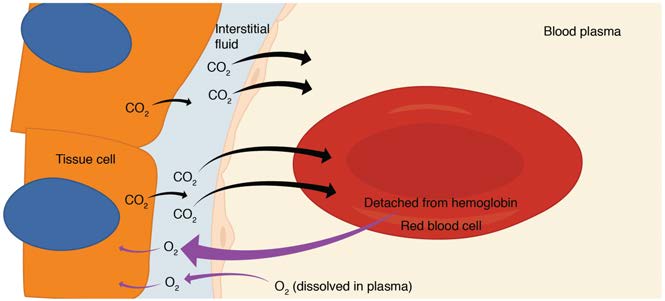 Interstitial
fluid
Blood plasma
CO₂
CO₂
CO₂
Tissue cell
CO₂
CO₂
CO₂
Detached from hemoglobin
Red blood cell
O₂
O₂
O₂ (dissolved in plasma)